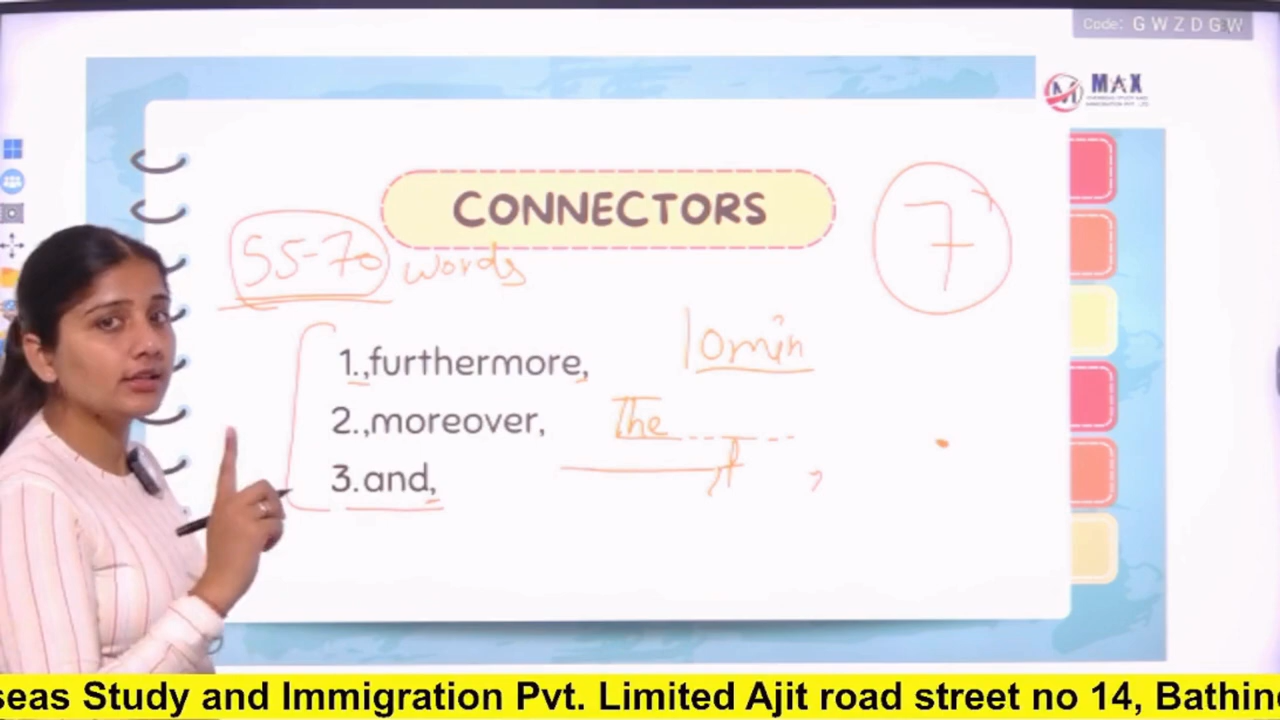 Code: G W Z D G W
MAX
CONNECTORS
7
55-70 words
10min
1.,furthermore,
The
2.,moreover,
3.and,
seas Study and Immigration Pvt. Limited Ajit road street no 14, Bathin